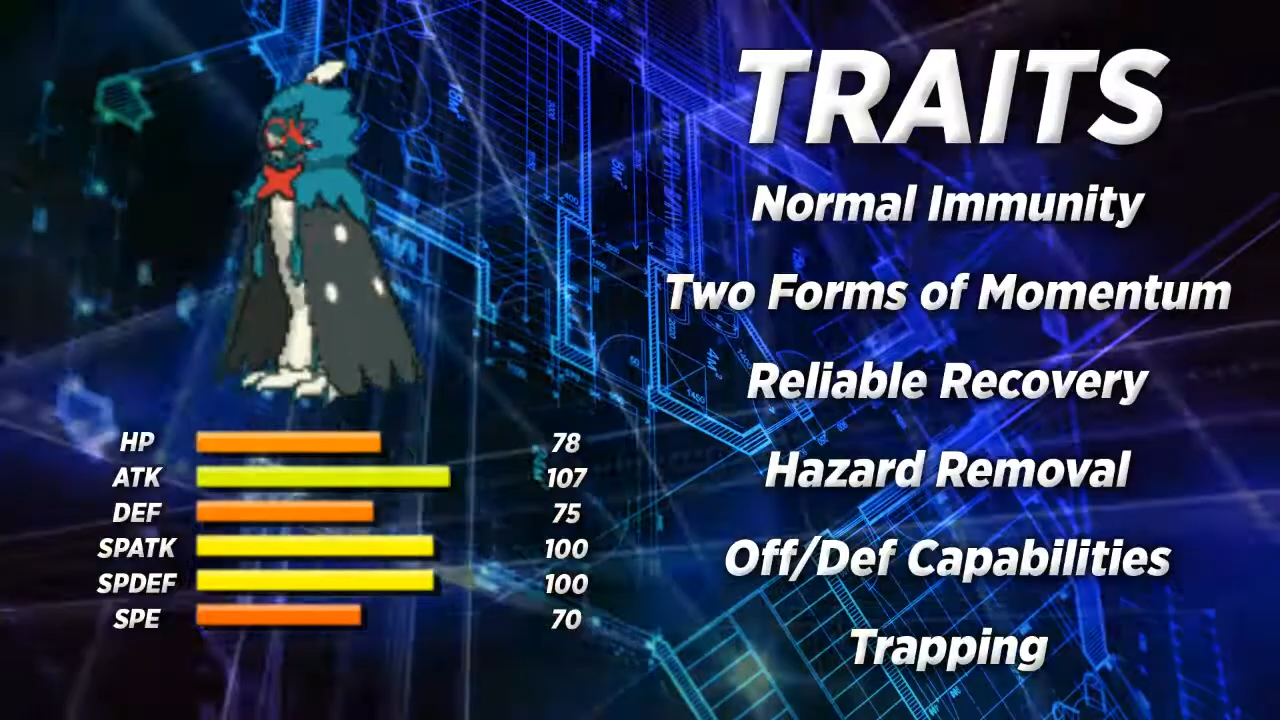 TRAITS
Normal Immunity
Two Forms of Momentum
Reliable Recovery
Hazard Removal
Off/Def Capabilities
Trapping
HP 78
ATK 107
DEF 75
SPATK 100
SPDEF 100
SPE 70